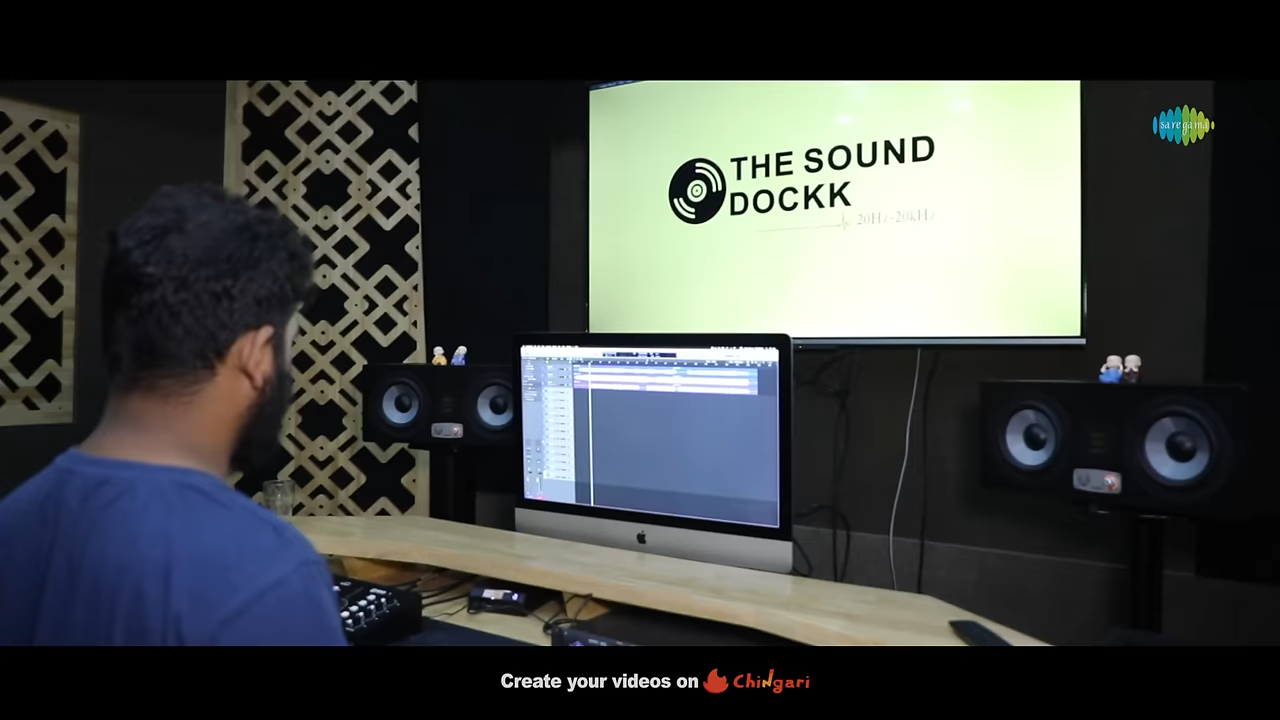 saregama
THE SOUND
DOCKK
20Hz-20kHz
Create your videos on Chingari